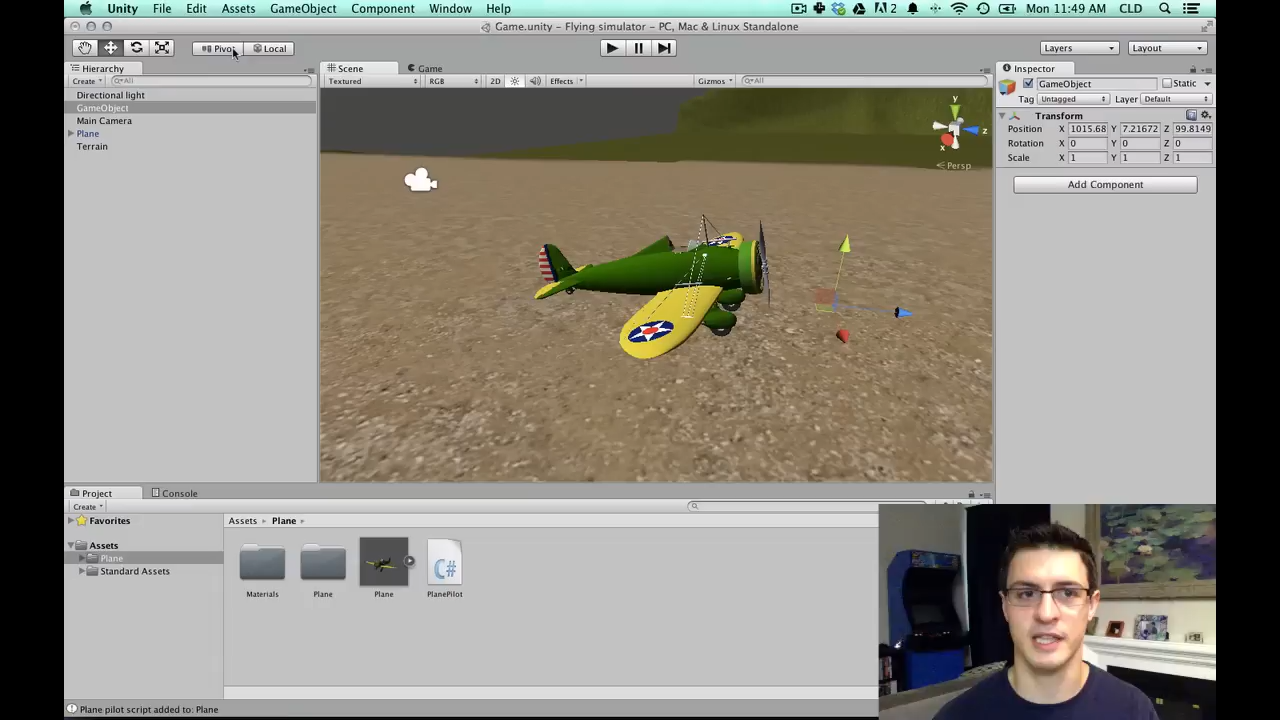 Unity File Edit Assets GameObject Component Window Help 2 Mon 11:49 AM CLD
Game.unity - Flying simulator - PC, Mac & Linux Standalone
Pivot Local Layers Layout
Hierarchy
Create All
Directional light
GameObject
Main Camera
Plane
Terrain
Scene Game
Textured RGB 2D Effects Gizmos All
y
z
x
Persp
Inspector
GameObject Static
Tag Untagged Layer Default
Transform
Position X 1015.68 Y 7.21672 Z 99.8149
Rotation X 0 Y 0 Z 0
Scale X 1 Y 1 Z 1
Add Component
Project Console
Create
Favorites
Assets
Plane
Standard Assets
Assets Plane
C#
Materials Plane Plane PlanePilot
Plane pilot script added to: Plane